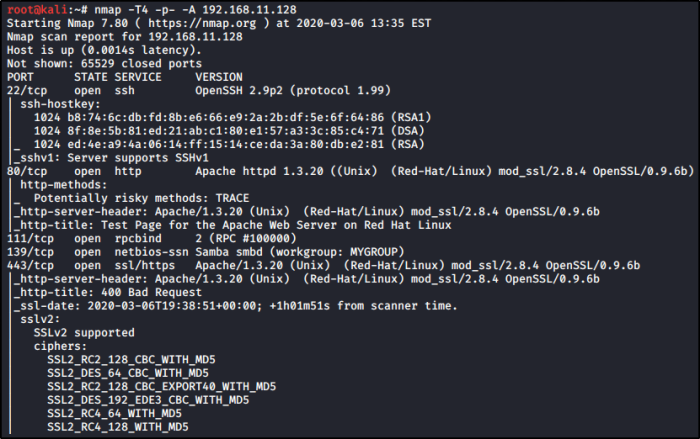 root@kali:~# nmap -T4 -p- -A 192.168.11.128
Starting Nmap 7.80 ( https://nmap.org ) at 2020-03-06 13:35 EST
Nmap scan report for 192.168.11.128
Host is up (0.0014s latency).
Not shown: 65529 closed ports
PORT STATE SERVICE VERSION
22/tcp open ssh OpenSSH 2.9p2 (protocol 1.99)
| ssh-hostkey:
| 1024 b8:74:6c:db:fd:8b:e6:66:e9:2a:2b:df:5e:6f:64:86 (RSA1)
| 1024 8f:8e:5b:81:ed:21:ab:c1:80:e1:57:a3:3c:85:c4:71 (DSA)
|_ 1024 ed:4e:a9:4a:06:14:ff:15:14:ce:da:3a:80:db:e2:81 (RSA)
|_sshv1: Server supports SSHv1
80/tcp open http Apache httpd 1.3.20 ((Unix) (Red-Hat/Linux) mod_ssl/2.8.4 OpenSSL/0.9.6b)
| http-methods:
|_ Potentially risky methods: TRACE
|_http-server-header: Apache/1.3.20 (Unix) (Red-Hat/Linux) mod_ssl/2.8.4 OpenSSL/0.9.6b
|_http-title: Test Page for the Apache Web Server on Red Hat Linux
111/tcp open rpcbind 2 (RPC #100000)
139/tcp open netbios-ssn Samba smbd (workgroup: MYGROUP)
443/tcp open ssl/https Apache/1.3.20 (Unix) (Red-Hat/Linux) mod_ssl/2.8.4 OpenSSL/0.9.6b
|_http-server-header: Apache/1.3.20 (Unix) (Red-Hat/Linux) mod_ssl/2.8.4 OpenSSL/0.9.6b
|_http-title: 400 Bad Request
|_ssl-date: 2020-03-06T19:38:51+00:00; +1h01m51s from scanner time.
| sslv2:
| SSLv2 supported
| ciphers:
| SSL2_RC2_128_CBC_WITH_MD5
| SSL2_DES_64_CBC_WITH_MD5
| SSL2_RC2_128_CBC_EXPORT40_WITH_MD5
| SSL2_DES_192_EDE3_CBC_WITH_MD5
| SSL2_RC4_64_WITH_MD5
| SSL2_RC4_128_WITH_MD5